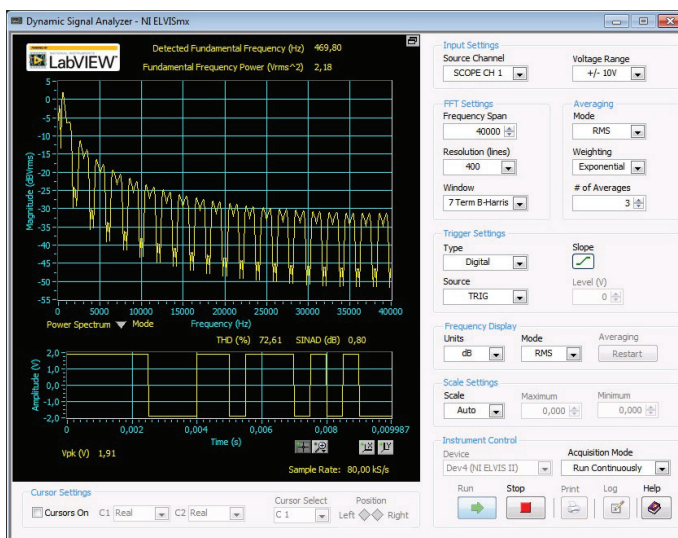 Dynamic Signal Analyzer - NI ELVISmx
LabVIEW
Detected Fundamental Frequency (Hz) 469,80
Fundamental Frequency Power (Vrms^2) 2,18
Magnitude (dBVrms)
5
0
-5
-10
-15
-20
-25
-30
-35
-40
-45
-50
-55
0 5000 10000 15000 20000 25000 30000 35000 40000
Power Spectrum Mode Frequency (Hz)
THD (%) 72,61 SINAD (dB) 0,80
Amplitude (V)
2,0
1,0
0,0
-1,0
-2,0
0 0,002 0,004 0,006 0,008 0,009987
Time (s)
Vpk (V) 1,91
Sample Rate: 80,00 kS/s
Cursor Settings
Cursors On C1 Real C2 Real
Cursor Select
C 1
Position
Left Right
Input Settings
Source Channel
SCOPE CH 1
Voltage Range
+/- 10V
FFT Settings
Frequency Span
40000
Resolution (lines)
400
Window
7 Term B-Harris
Averaging
Mode
RMS
Weighting
Exponential
# of Averages
3
Trigger Settings
Type
Digital
Slope
Source
TRIG
Level (V)
0
Frequency Display
Units
dB
Mode
RMS
Averaging
Restart
Scale Settings
Scale
Auto
Maximum
0,000
Minimum
0,000
Instrument Control
Device
Dev4 (NI ELVIS II)
Acquisition Mode
Run Continuously
Run Stop Print Log Help